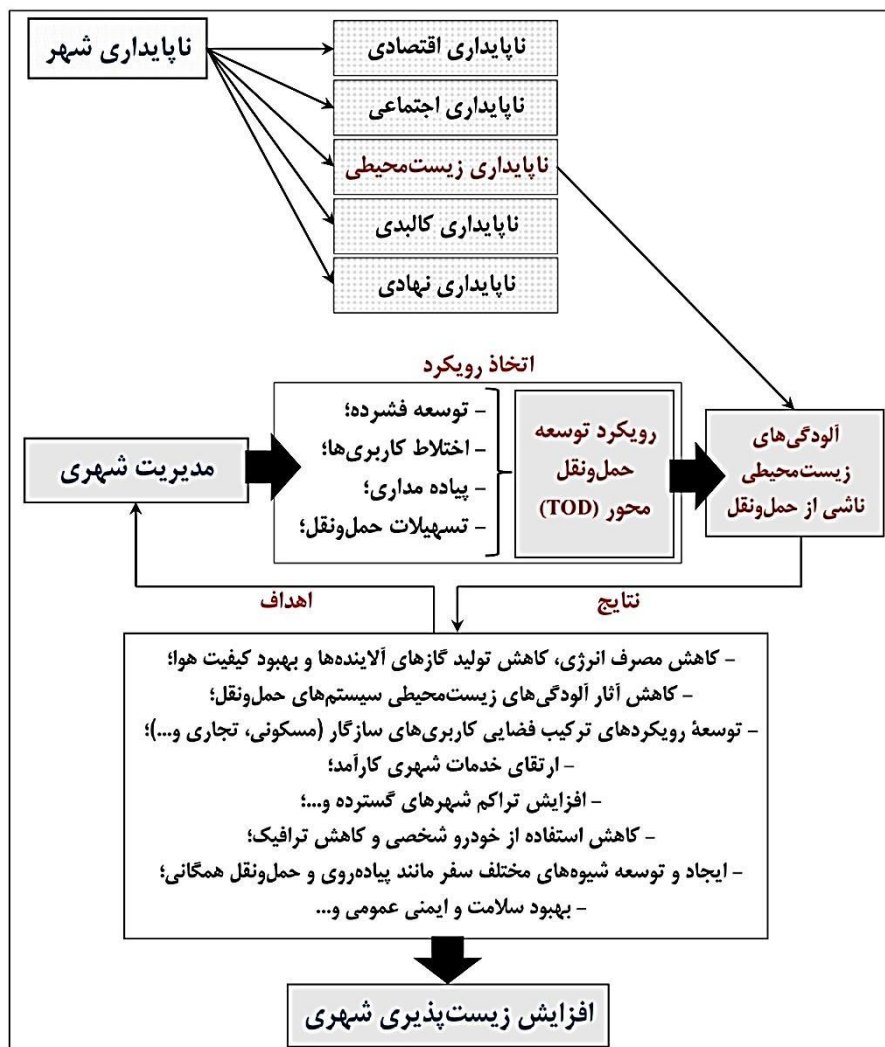 ناپایداری شهر
ناپایداری اقتصادی
ناپایداری اجتماعی
ناپایداری زیست‌محیطی
ناپایداری کالبدی
ناپایداری نهادی
اتخاذ رویکرد
مدیریت شهری
- توسعه فشرده؛
- اختلاط کاربری‌ها؛
- پیاده مداری؛
- تسهیلات حمل‌ونقل؛
رویکرد توسعه
حمل‌ونقل
محور (TOD)
آلودگی‌های
زیست‌محیطی
ناشی از حمل‌ونقل
اهداف
نتایج
- کاهش مصرف انرژی، کاهش تولید گازهای آلاینده‌ها و بهبود کیفیت هوا؛
- کاهش آثار آلودگی‌های زیست‌محیطی سیستم‌های حمل‌ونقل؛
- توسعۀ رویکردهای ترکیب فضایی کاربری‌های سازگار (مسکونی، تجاری و...)؛
- ارتقای خدمات شهری کارآمد؛
- افزایش تراکم شهرهای گسترده و...؛
- کاهش استفاده از خودرو شخصی و کاهش ترافیک؛
- ایجاد و توسعه شیوه‌های مختلف سفر مانند پیاده‌روی و حمل‌ونقل همگانی؛
- بهبود سلامت و ایمنی عمومی و...
افزایش زیست‌پذیری شهری